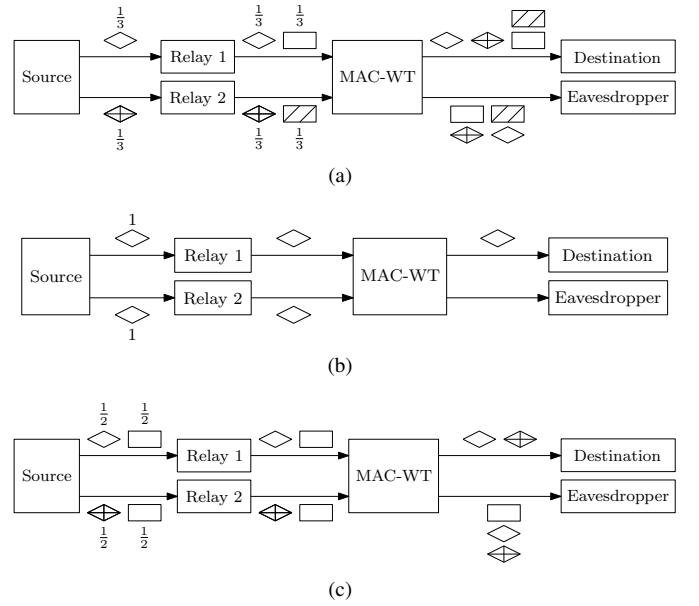 1/3 1/3 1/3
Source Relay 1 MAC-WT Destination
Relay 2 Eavesdropper
1/3 1/3 1/3
(a)
1
Source Relay 1 MAC-WT Destination
Relay 2 Eavesdropper
1
(b)
1/2 1/2
Source Relay 1 MAC-WT Destination
Relay 2 Eavesdropper
1/2 1/2
(c)